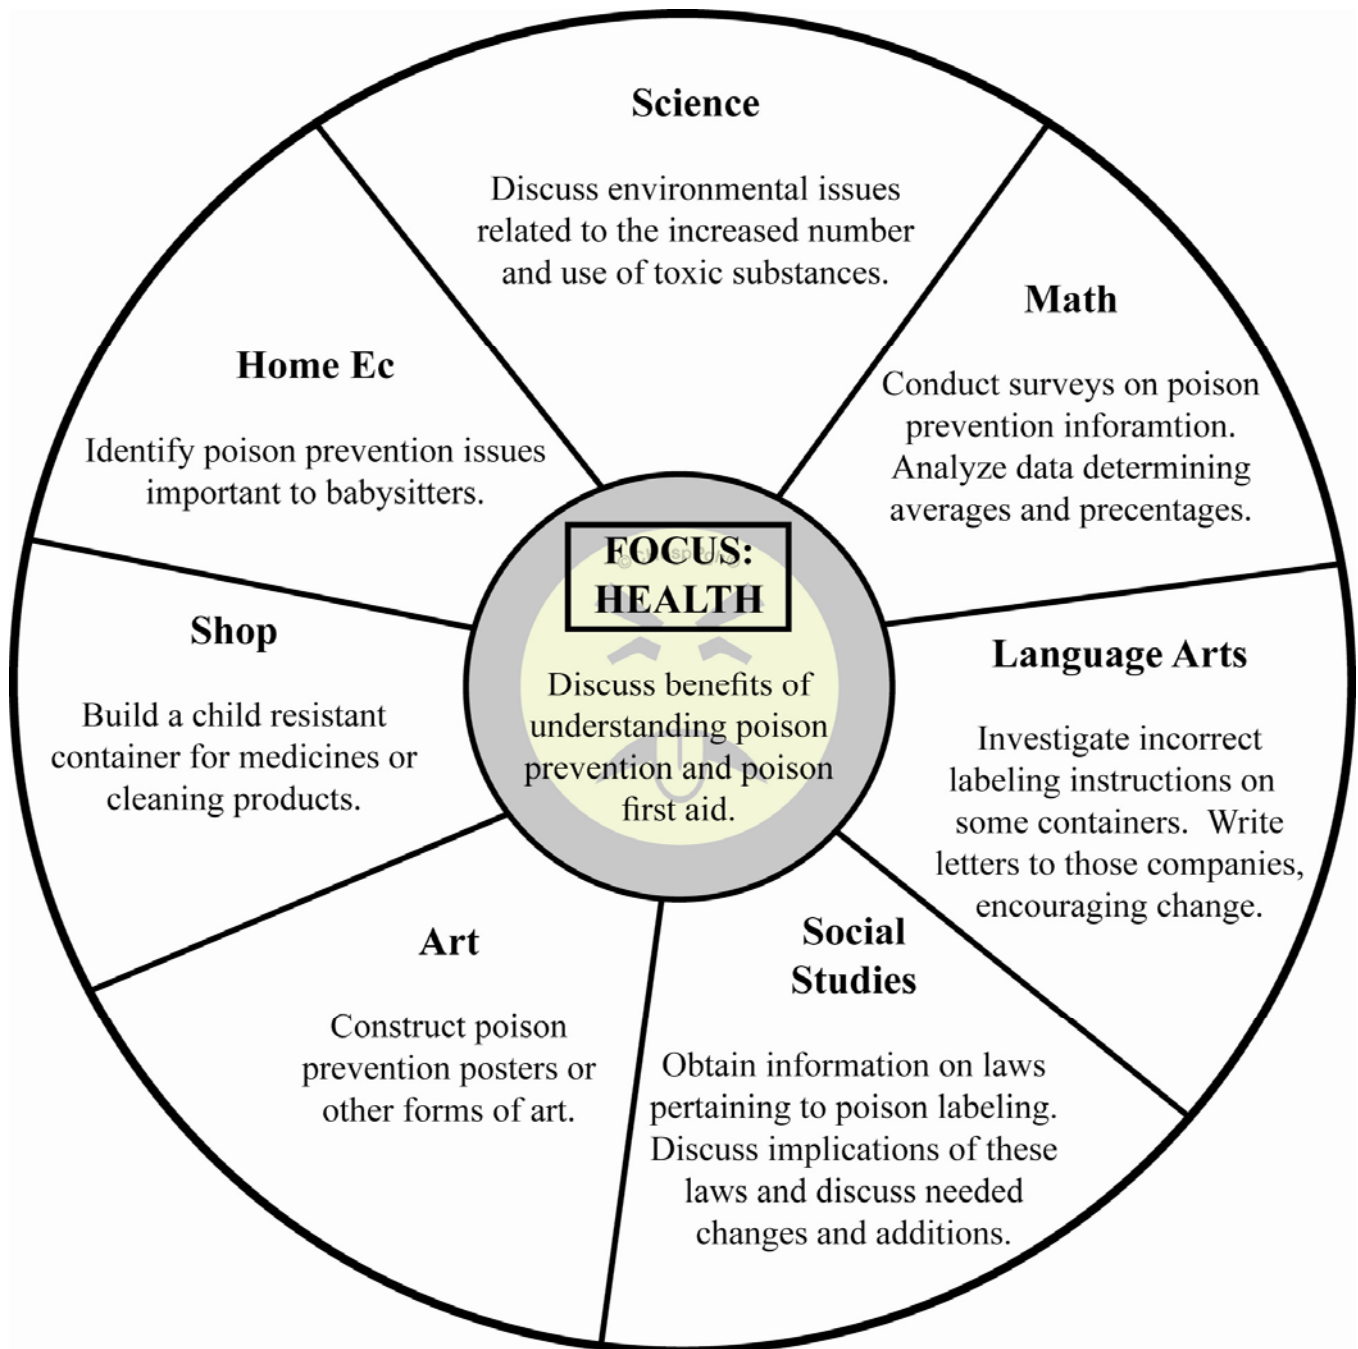 Science
Discuss environmental issues
related to the increased number
and use of toxic substances.
Math
Conduct surveys on poison
prevention inforamtion.
Analyze data determining
averages and precentages.
Language Arts
Investigate incorrect
labeling instructions on
some containers.  Write
letters to those companies,
encouraging change.
Social
Studies
Obtain information on laws
pertaining to poison labeling.
Discuss implications of these
laws and discuss needed
changes and additions.
Art
Construct poison
prevention posters or
other forms of art.
Shop
Build a child resistant
container for medicines or
cleaning products.
Home Ec
Identify poison prevention issues
important to babysitters.
FOCUS:
HEALTH
Discuss benefits of
understanding poison
prevention and poison
first aid.